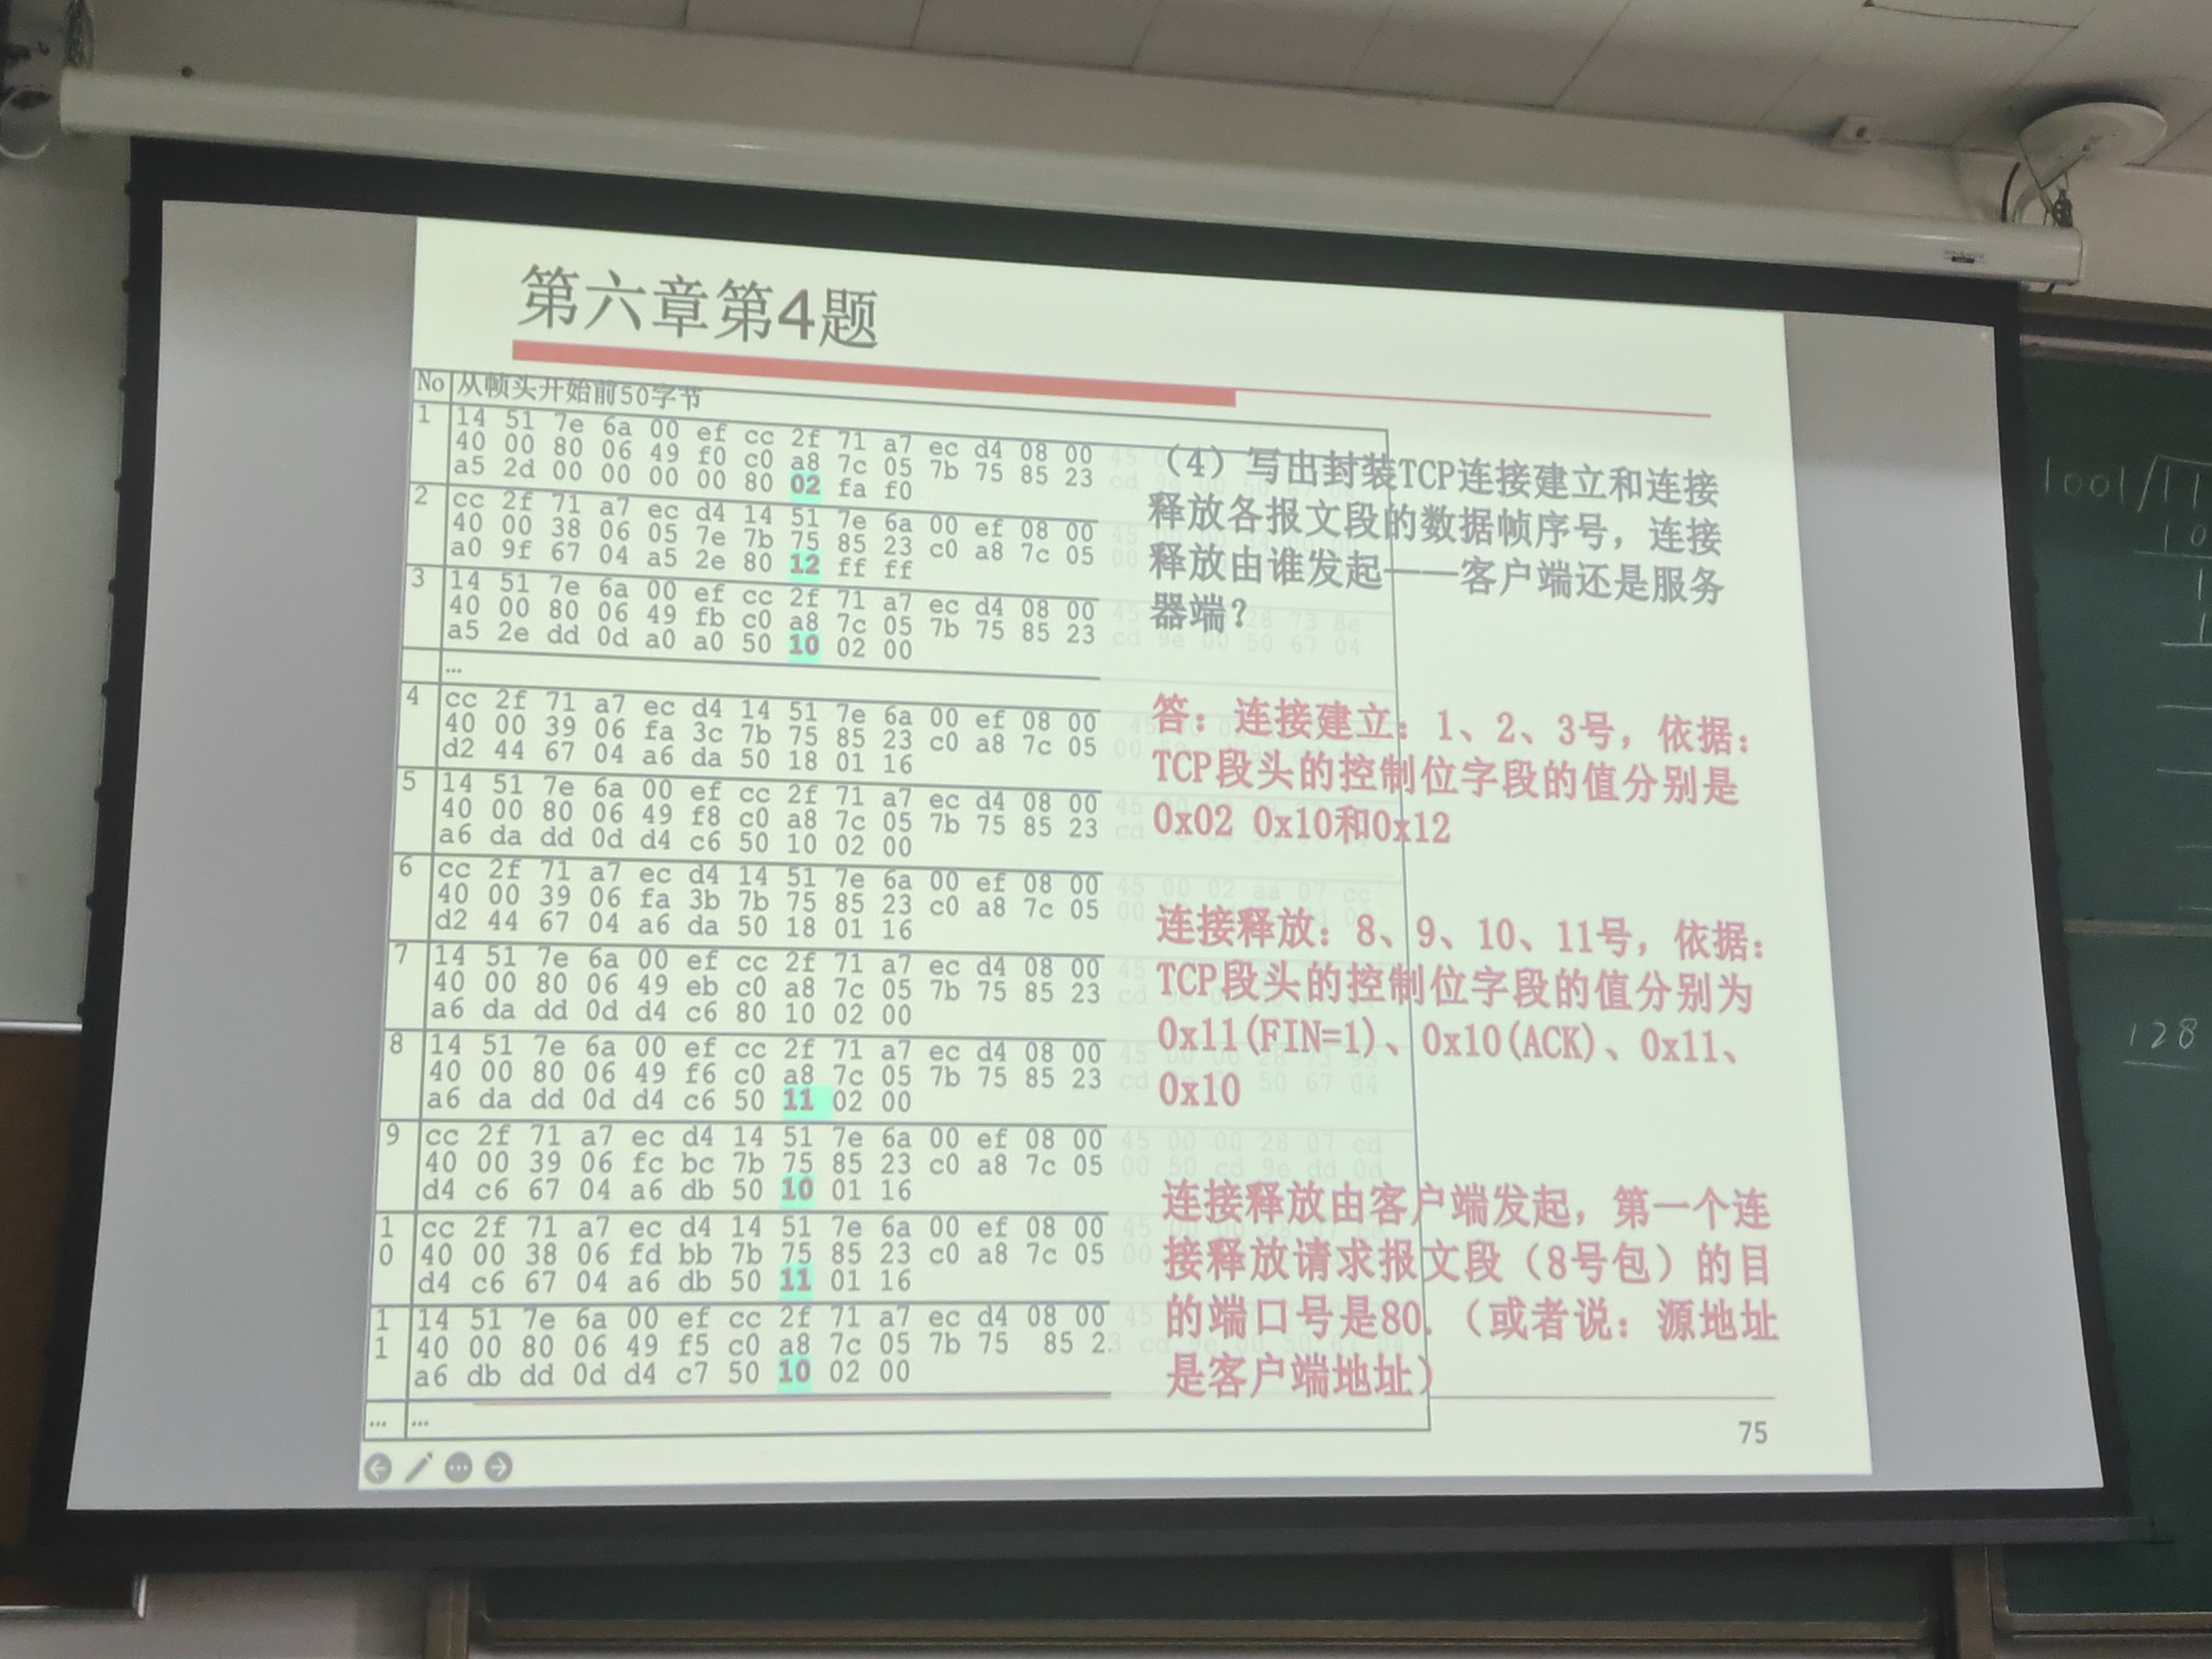 第六章第4题
No 从帧头开始前50字节
1 14 51 7e 6a 00 ef cc 2f 71 a7 ec d4 08 00
40 00 80 06 49 f0 c0 a8 7c 05 7b 75 85 23
a5 2d 00 00 00 00 80 02 fa f0
2 cc 2f 71 a7 ec d4 14 51 7e 6a 00 ef 08 00
40 00 38 06 05 7e 7b 75 85 23 c0 a8 7c 05
a0 9f 67 04 a5 2e 80 12 ff ff
3 14 51 7e 6a 00 ef cc 2f 71 a7 ec d4 08 00
40 00 80 06 49 fb c0 a8 7c 05 7b 75 85 23 cd 9e 00 50 67 04
a5 2e dd 0d a0 a0 50 10 02 00
...
4 cc 2f 71 a7 ec d4 14 51 7e 6a 00 ef 08 00
40 00 39 06 fa 3c 7b 75 85 23 c0 a8 7c 05
d2 44 67 04 a6 da 50 18 01 16
5 14 51 7e 6a 00 ef cc 2f 71 a7 ec d4 08 00
40 00 80 06 49 f8 c0 a8 7c 05 7b 75 85 23
a6 da dd 0d d4 c6 50 10 02 00
6 cc 2f 71 a7 ec d4 14 51 7e 6a 00 ef 08 00 45 00 02 aa 07 cc
40 00 39 06 fa 3b 7b 75 85 23 c0 a8 7c 05
d2 44 67 04 a6 da 50 18 01 16
7 14 51 7e 6a 00 ef cc 2f 71 a7 ec d4 08 00
40 00 80 06 49 eb c0 a8 7c 05 7b 75 85 23
a6 da dd 0d d4 c6 80 10 02 00
8 14 51 7e 6a 00 ef cc 2f 71 a7 ec d4 08 00
40 00 80 06 49 f6 c0 a8 7c 05 7b 75 85 23
a6 da dd 0d d4 c6 50 11 02 00
9 cc 2f 71 a7 ec d4 14 51 7e 6a 00 ef 08 00 45 00 00 28 07 cd
40 00 39 06 fc bc 7b 75 85 23 c0 a8 7c 05 00 50 cd 9e dd 0d
d4 c6 67 04 a6 db 50 10 01 16
10 cc 2f 71 a7 ec d4 14 51 7e 6a 00 ef 08 00
40 00 38 06 fd bb 7b 75 85 23 c0 a8 7c 05
d4 c6 67 04 a6 db 50 11 01 16
11 14 51 7e 6a 00 ef cc 2f 71 a7 ec d4 08 00
40 00 80 06 49 f5 c0 a8 7c 05 7b 75 85 23
a6 db dd 0d d4 c7 50 10 02 00
... ...
（4）写出封装TCP连接建立和连接
释放各报文段的数据帧序号，连接
释放由谁发起——客户端还是服务
器端？
答：连接建立：1、2、3号，依据：
TCP段头的控制位字段的值分别是
0x02 0x10和0x12
连接释放：8、9、10、11号，依据：
TCP段头的控制位字段的值分别为
0x11(FIN=1)、0x10(ACK)、0x11、
0x10
连接释放由客户端发起，第一个连
接释放请求报文段（8号包）的目
的端口号是80.（或者说：源地址
是客户端地址）
75
1001
128